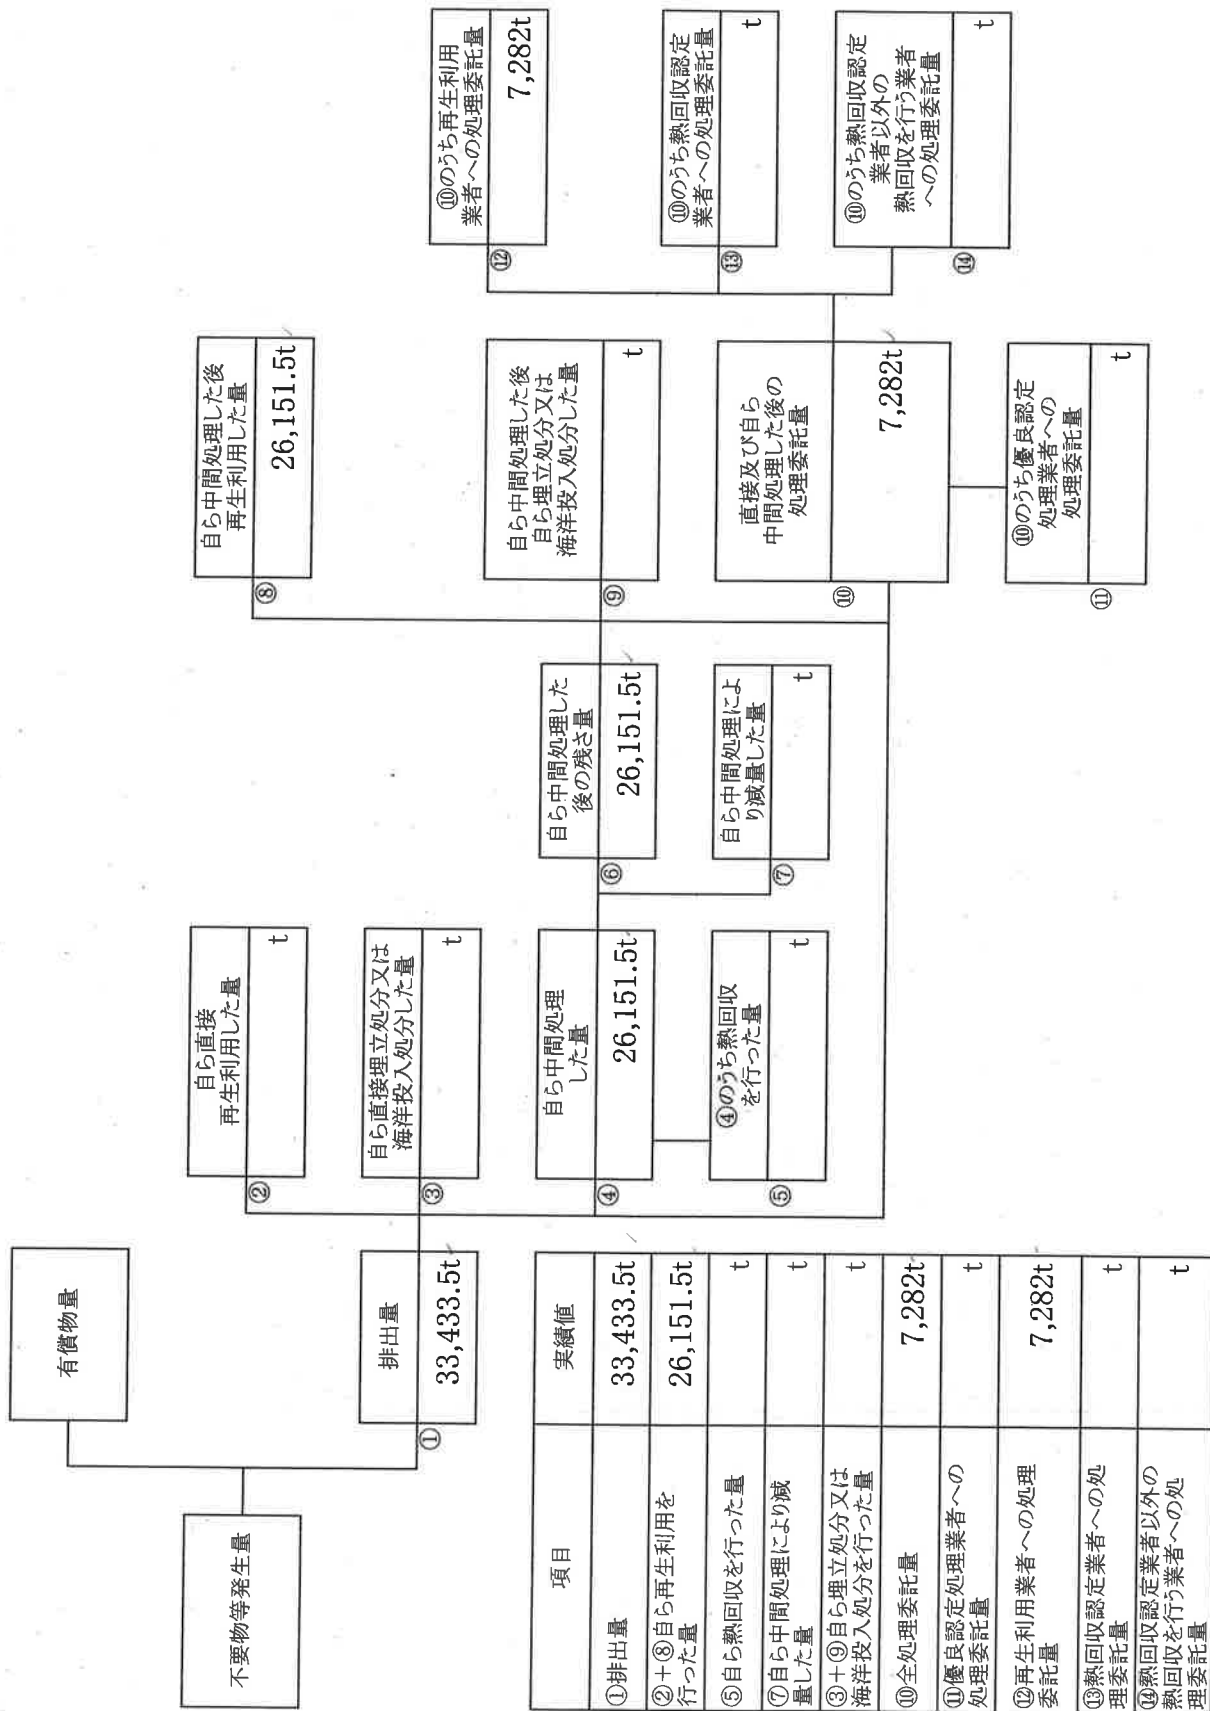 不要物等発生量
有償物量
排出量
①
33,433.5t
自ら直接
再生利用した量
②
t
自ら直接埋立処分又は
海洋投入処分した量
③
t
自ら中間処理
した量
④
26,151.5t
④のうち熱回収
を行った量
⑤
t
自ら中間処理した
後の残さ量
⑥
26,151.5t
自ら中間処理によ
り減量した量
⑦
t
自ら中間処理した後
再生利用した量
⑧
26,151.5t
自ら中間処理した後
自ら埋立処分又は
海洋投入処分した量
⑨
t
直接及び自ら
中間処理した後の
処理委託量
⑩
7,282t
⑩のうち優良認定
処理業者への
処理委託量
⑪
t
⑩のうち再生利用
業者への処理委託量
⑫
7,282t
⑩のうち熱回収認定
業者への処理委託量
⑬
t
⑩のうち熱回収認定
業者以外の
熱回収を行う業者
への処理委託量
⑭
t
項目 実績値
①排出量 33,433.5t
②+⑧自ら再生利用を
行った量 26,151.5t
⑤自ら熱回収を行った量 t
⑦自ら中間処理により減
量した量 t
③+⑨自ら埋立処分又は
海洋投入処分を行った量 t
⑩全処理委託量 7,282t
⑪優良認定処理業者への
処理委託量 t
⑫再生利用業者への処理
委託量 7,282t
⑬熱回収認定業者への処
理委託量 t
⑭熱回収認定業者以外の
熱回収を行う業者への処
理委託量 t